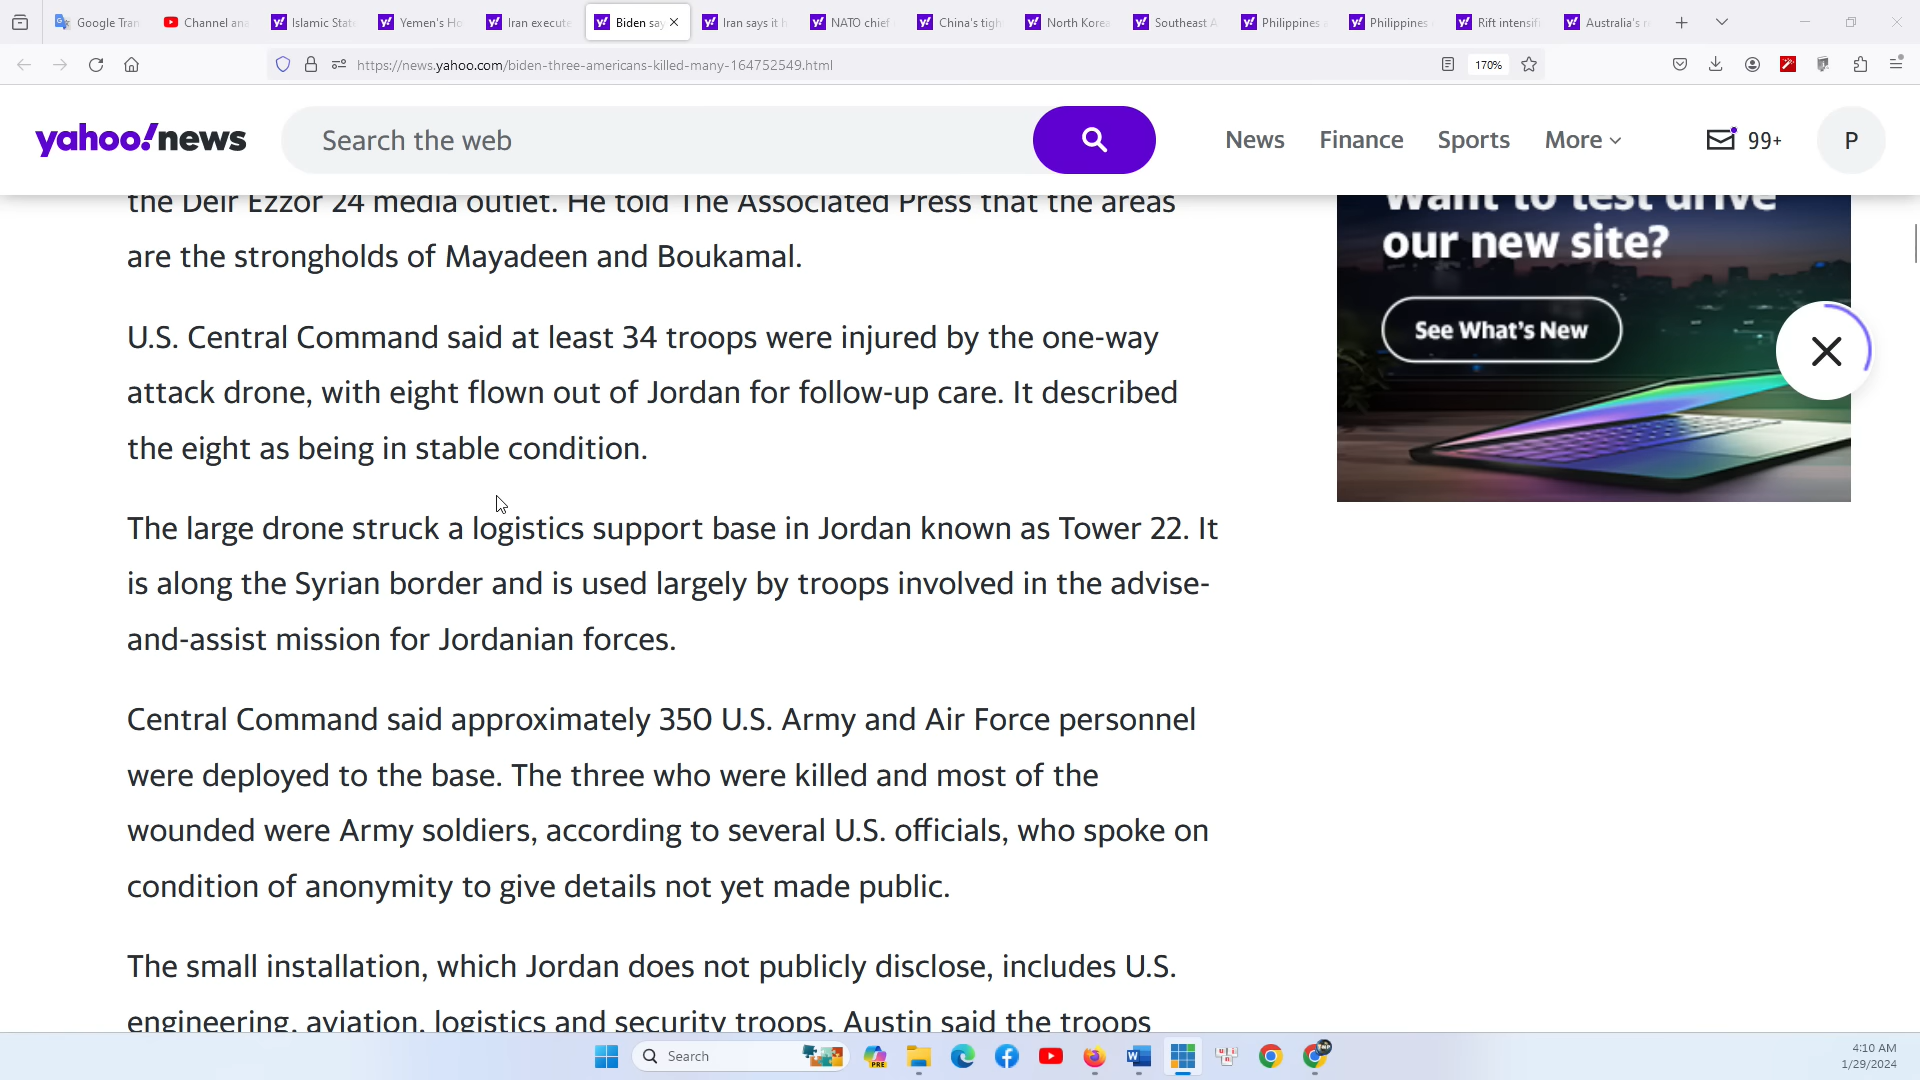 Google Tran
Channel ana
Islamic State
Yemen's Ho
Iran execute
Biden say
Iran says it h
NATO chief
China's tigh
North Korea
Southeast A
Philippines a
Philippines
Rift intensifi
Australia's r
https://news.yahoo.com/biden-three-americans-killed-many-164752549.html
170%
yahoo!news
Search the web
News
Finance
Sports
More
99+
P
the Deir Ezzor 24 media outlet. He told The Associated Press that the areas
are the strongholds of Mayadeen and Boukamal.
U.S. Central Command said at least 34 troops were injured by the one-way
attack drone, with eight flown out of Jordan for follow-up care. It described
the eight as being in stable condition.
The large drone struck a logistics support base in Jordan known as Tower 22. It
is along the Syrian border and is used largely by troops involved in the advise-
and-assist mission for Jordanian forces.
Central Command said approximately 350 U.S. Army and Air Force personnel
were deployed to the base. The three who were killed and most of the
wounded were Army soldiers, according to several U.S. officials, who spoke on
condition of anonymity to give details not yet made public.
The small installation, which Jordan does not publicly disclose, includes U.S.
engineering, aviation, logistics and security troops. Austin said the troops
Want to test drive
our new site?
See What's New
Search
PRE
4:10 AM
1/29/2024